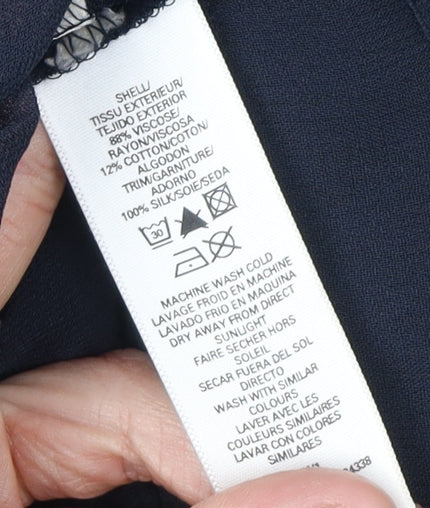 SHELL/
TISSU EXTERIEUR/
TEJIDO EXTERIOR
88% VISCOSE/
RAYON/VISCOSA
12% COTTON/COTON/
ALGODON
TRIM/GARNITURE/
ADORNO
100% SILK/SOIE/SEDA
30
MACHINE WASH COLD
LAVAGE FROID EN MACHINE
LAVADO FRIO EN MAQUINA
DRY AWAY FROM DIRECT
SUNLIGHT
FAIRE SECHER HORS
SOLEIL
SECAR FUERA DEL SOL
DIRECTO
WASH WITH SIMILAR
COLOURS
LAVER AVEC LES
COULEURS SIMILAIRES
LAVAR CON COLORES
SIMILARES
4338